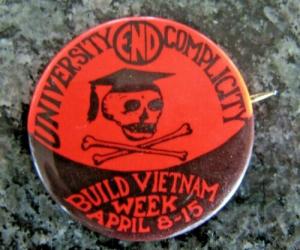 UNIVERSITY END COMPLICITY
BUILD VIETNAM
WEEK
APRIL 8-15